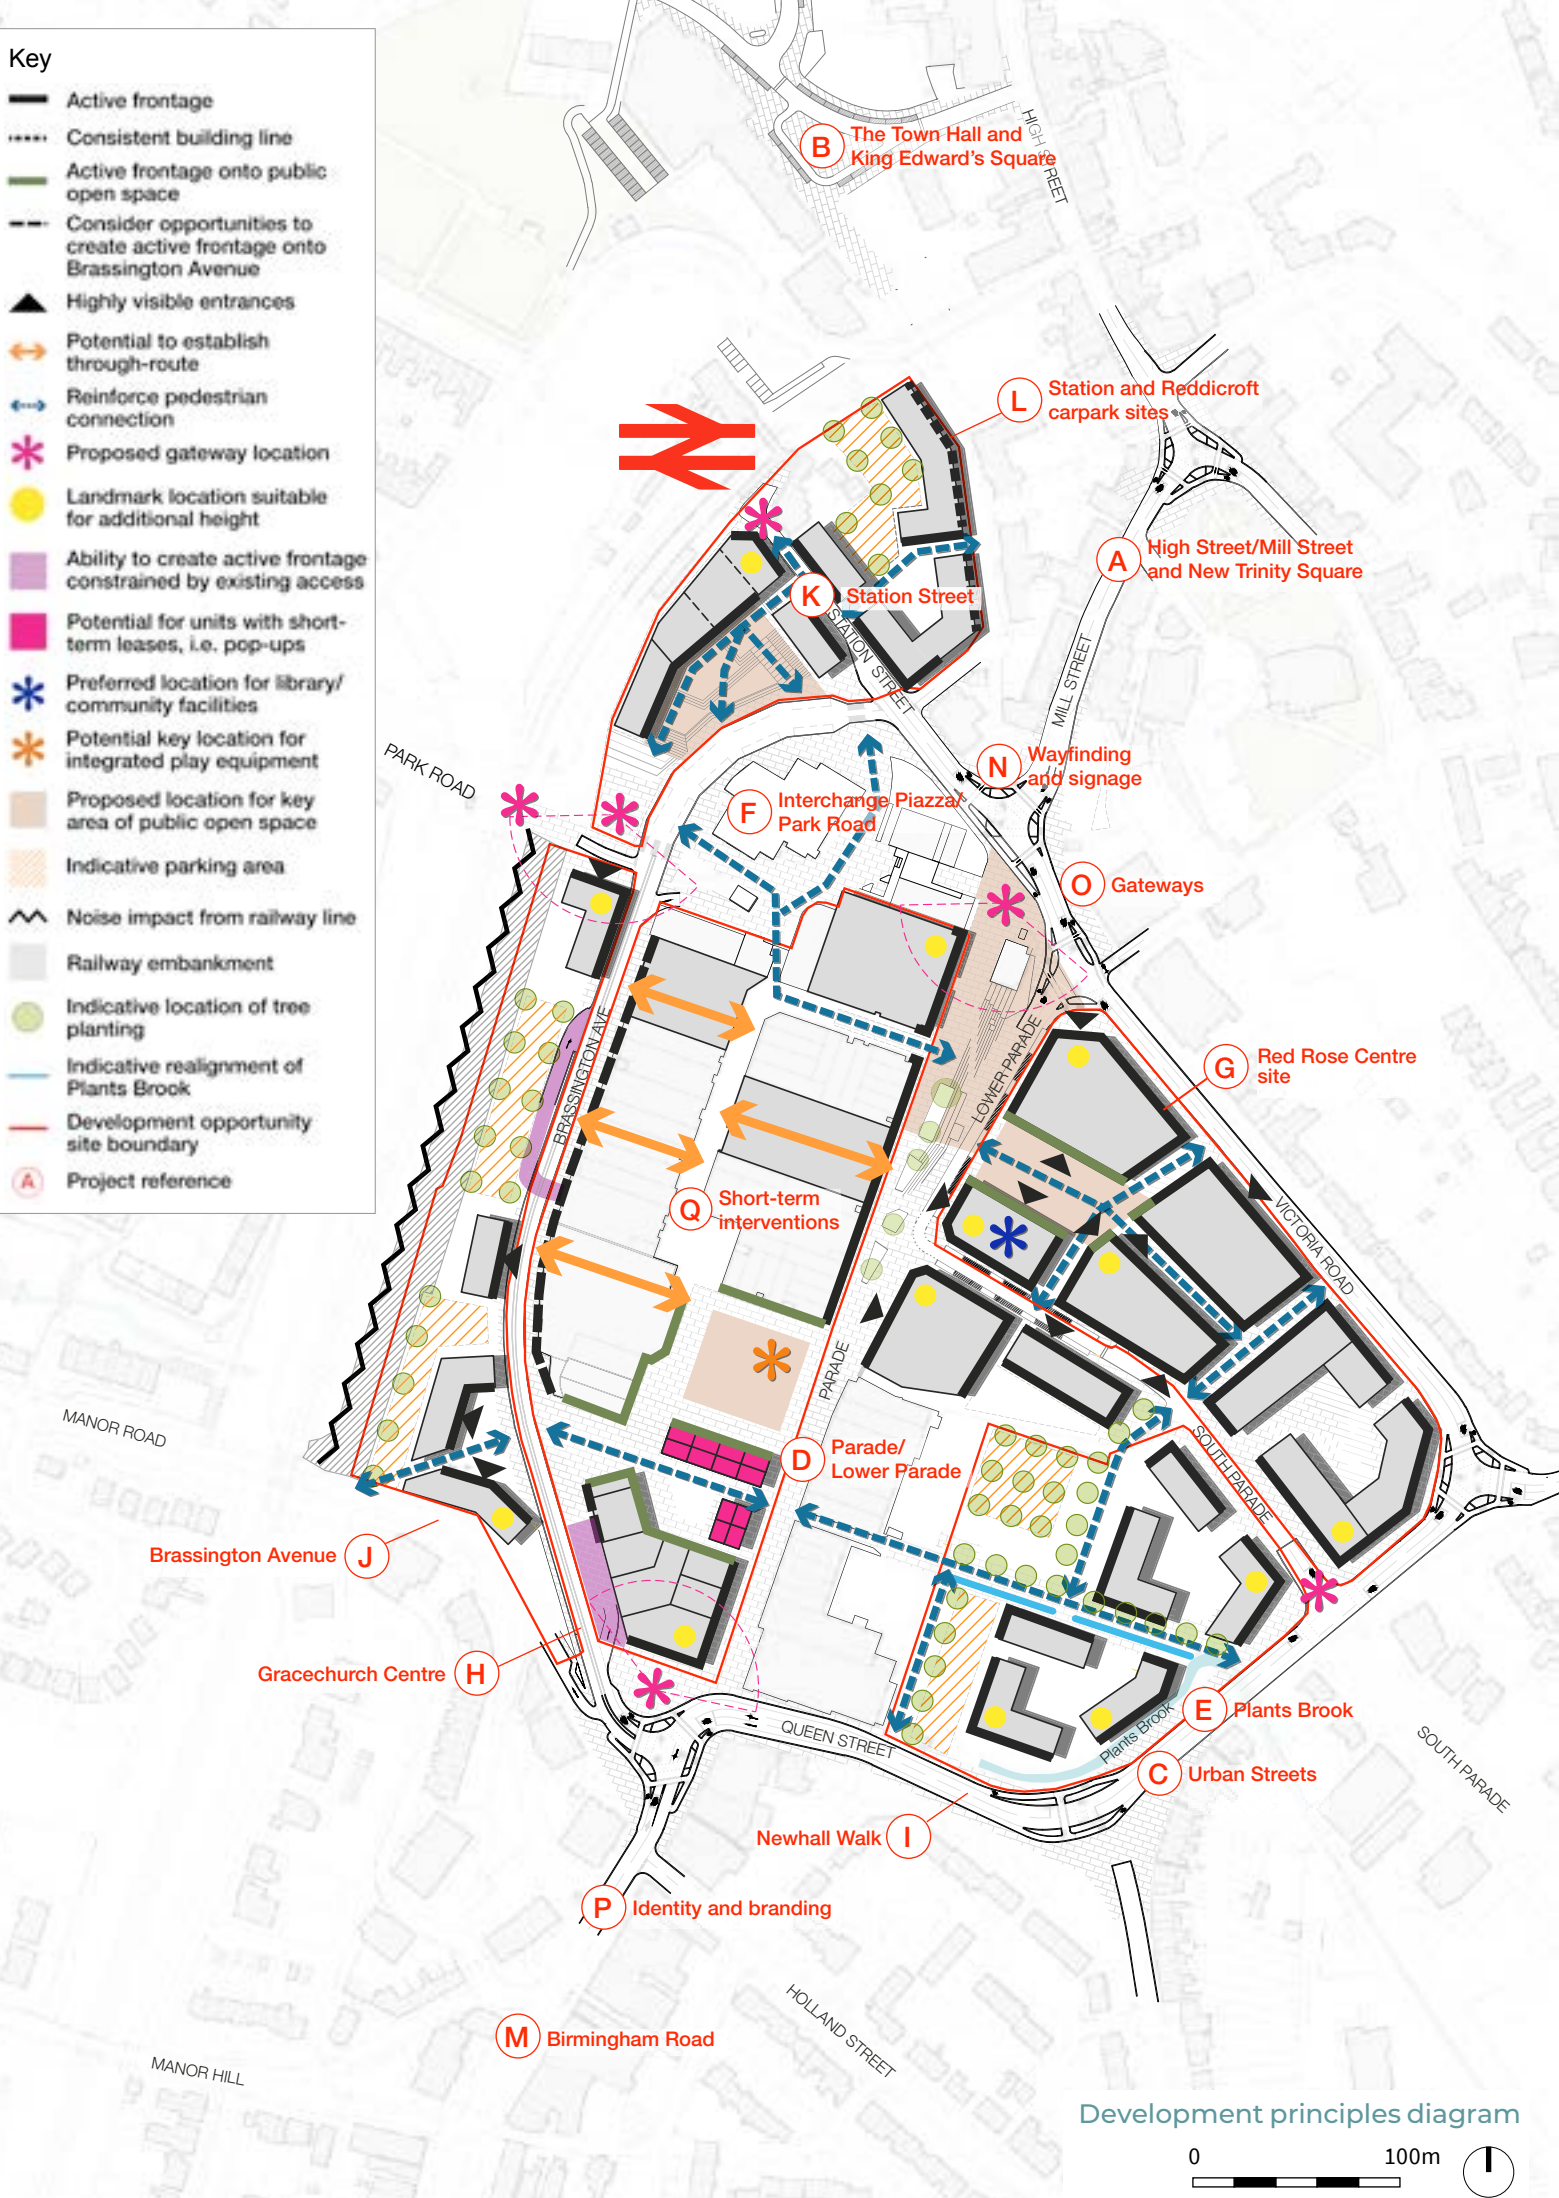 Key
Active frontage
Consistent building line
Active frontage onto public
open space
Consider opportunities to
create active frontage onto
Brassington Avenue
Highly visible entrances
Potential to establish
through-route
Reinforce pedestrian
connection
Proposed gateway location
Landmark location suitable
for additional height
Ability to create active frontage
constrained by existing access
Potential for units with short-
term leases, i.e. pop-ups
Preferred location for library/
community facilities
Potential key location for
integrated play equipment
Proposed location for key
area of public open space
Indicative parking area
Noise impact from railway line
Railway embankment
Indicative location of tree
planting
Indicative realignment of
Plants Brook
Development opportunity
site boundary
A Project reference
HIGH STREET
B The Town Hall and
King Edward's Square
L Station and Reddicroft
carpark sites
A High Street/Mill Street
and New Trinity Square
K Station Street
STATION STREET
MILL STREET
PARK ROAD
N Wayfinding
and signage
F Interchange Piazza/
Park Road
O Gateways
BRASSINGTON AVE
LOWER PARADE
G Red Rose Centre
site
Q Short-term
interventions
VICTORIA ROAD
PARADE
MANOR ROAD
D Parade/
Lower Parade
SOUTH PARADE
Brassington Avenue J
Gracechurch Centre H
E Plants Brook
Plants Brook
QUEEN STREET
C Urban Streets
SOUTH PARADE
Newhall Walk I
P Identity and branding
M Birmingham Road
HOLLAND STREET
MANOR HILL
Development principles diagram
0 100m